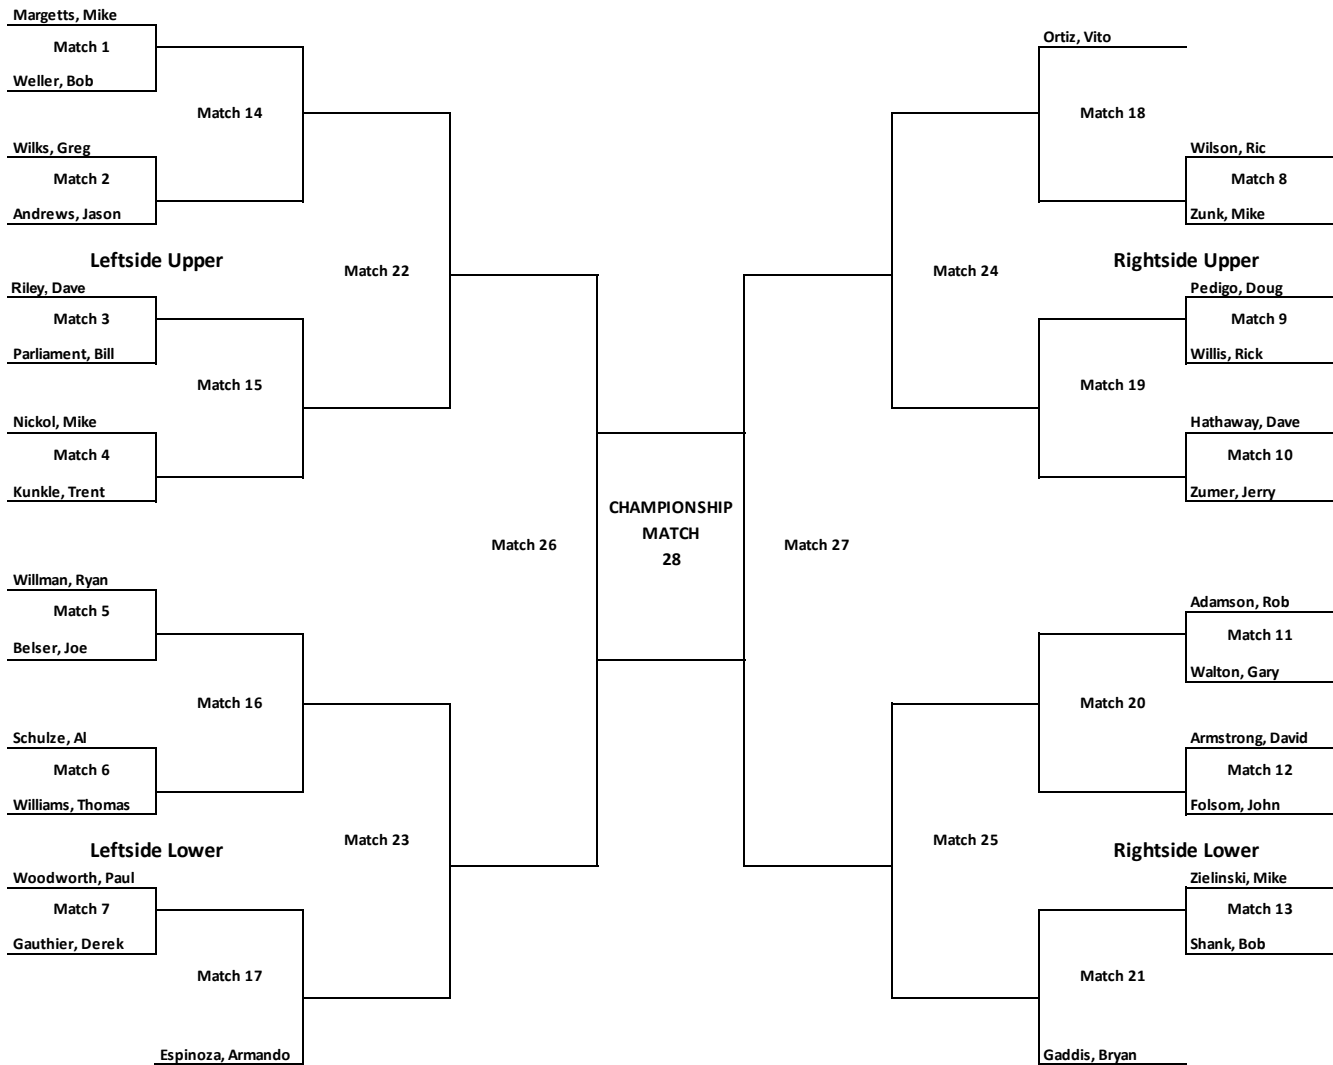 Margetts, Mike
Match 1
Weller, Bob
Match 14
Wilks, Greg
Match 2
Andrews, Jason
Leftside Upper
Match 22
Riley, Dave
Match 3
Parliament, Bill
Match 15
Nickol, Mike
Match 4
Kunkle, Trent
Match 26
Willman, Ryan
Match 5
Belser, Joe
Match 16
Schulze, Al
Match 6
Williams, Thomas
Match 23
Leftside Lower
Woodworth, Paul
Match 7
Gauthier, Derek
Match 17
Espinoza, Armando
CHAMPIONSHIP
MATCH
28
Ortiz, Vito
Match 18
Wilson, Ric
Match 8
Zunk, Mike
Match 24
Rightside Upper
Pedigo, Doug
Match 9
Willis, Rick
Match 19
Hathaway, Dave
Match 10
Zumer, Jerry
Match 27
Adamson, Rob
Match 11
Walton, Gary
Match 20
Armstrong, David
Match 12
Folsom, John
Match 25
Rightside Lower
Zielinski, Mike
Match 13
Shank, Bob
Match 21
Gaddis, Bryan